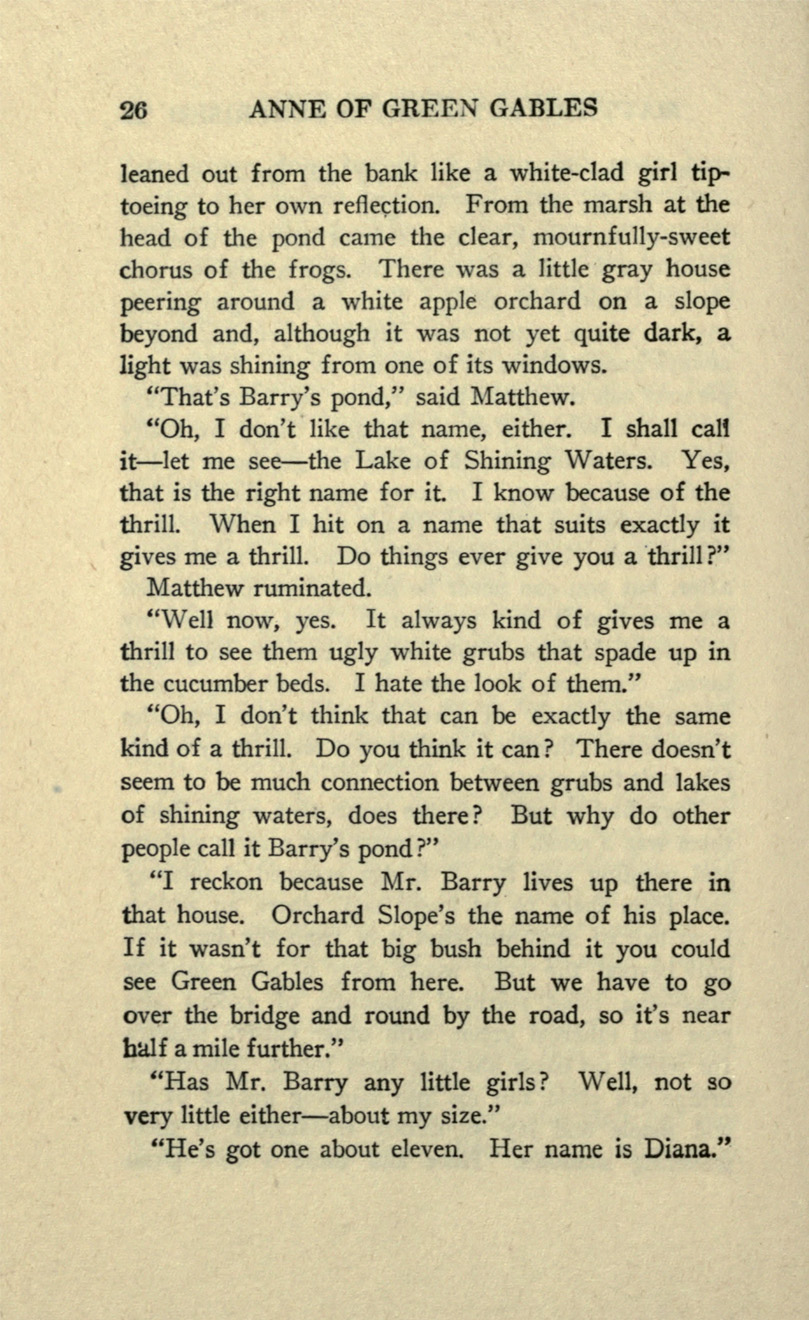 26 ANNE OF GREEN GABLES
leaned out from the bank like a white-clad girl tip-
toeing to her own reflection. From the marsh at the
head of the pond came the clear, mournfully-sweet
chorus of the frogs. There was a little gray house
peering around a white apple orchard on a slope
beyond and, although it was not yet quite dark, a
light was shining from one of its windows.
“That’s Barry’s pond,” said Matthew.
“Oh, I don’t like that name, either. I shall call
it—let me see—the Lake of Shining Waters. Yes,
that is the right name for it. I know because of the
thrill. When I hit on a name that suits exactly it
gives me a thrill. Do things ever give you a thrill?”
Matthew ruminated.
“Well now, yes. It always kind of gives me a
thrill to see them ugly white grubs that spade up in
the cucumber beds. I hate the look of them.”
“Oh, I don’t think that can be exactly the same
kind of a thrill. Do you think it can? There doesn’t
seem to be much connection between grubs and lakes
of shining waters, does there? But why do other
people call it Barry’s pond?”
“I reckon because Mr. Barry lives up there in
that house. Orchard Slope’s the name of his place.
If it wasn’t for that big bush behind it you could
see Green Gables from here. But we have to go
over the bridge and round by the road, so it’s near
half a mile further.”
“Has Mr. Barry any little girls? Well, not so
very little either—about my size.”
“He’s got one about eleven. Her name is Diana.”